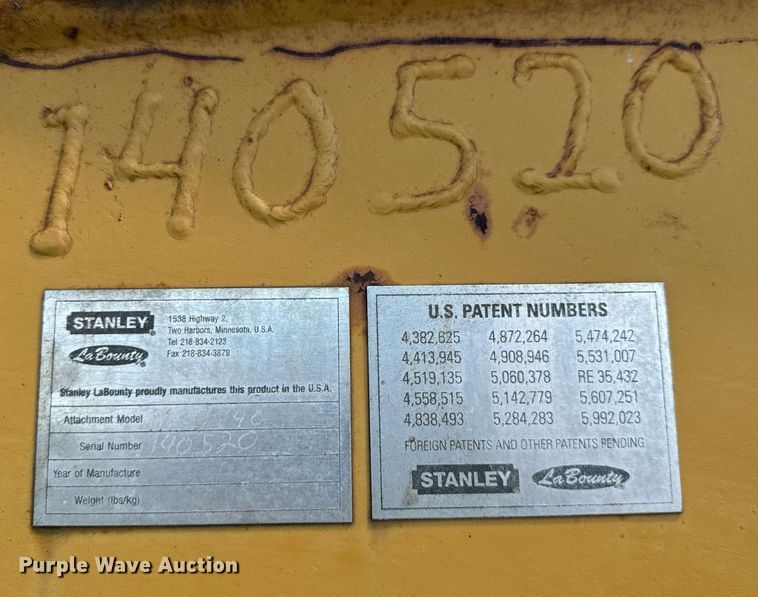 140520
STANLEY
LaBounty
1538 Highway 2,
Two Harbors, Minnesota, U.S.A.
Tel 218-834-2123
Fax 218-834-3879
Stanley LaBounty proudly manufactures this product in the U.S.A.
Attachment Model
Serial Number 140520
Year of Manufacture
Weight (lbs/kg)
U.S. PATENT NUMBERS
4,382,625 4,872,264 5,474,242
4,413,945 4,908,946 5,531,007
4,519,135 5,060,378 RE 35,432
4,558,515 5,142,779 5,607,251
4,838,493 5,284,283 5,992,023
FOREIGN PATENTS AND OTHER PATENTS PENDING
STANLEY LaBounty
Purple Wave Auction